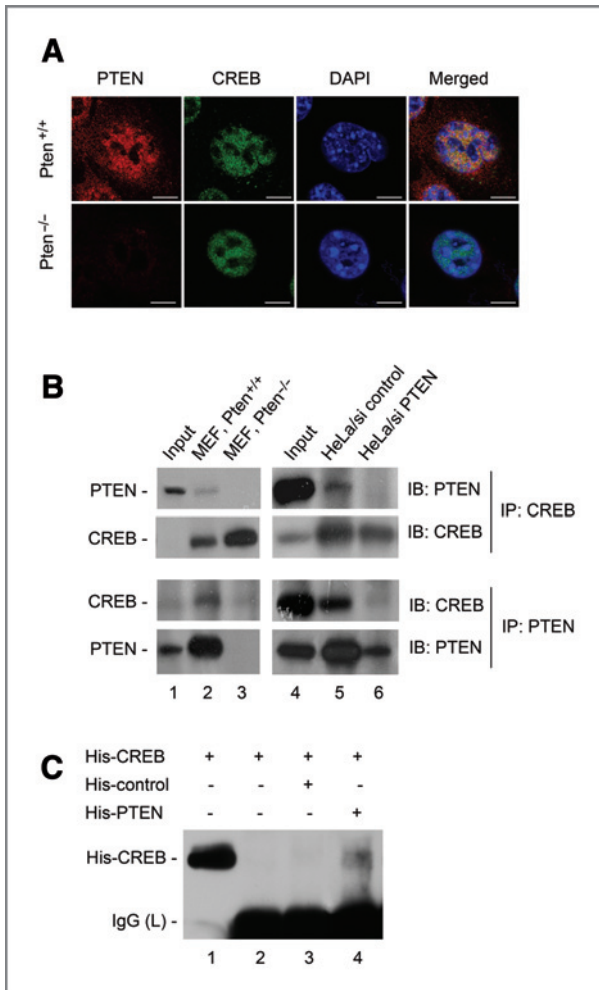 A
PTEN CREB DAPI Merged
Pten+/+
Pten−/−
B
Input MEF, Pten+/+ MEF, Pten−/− Input HeLa/si control HeLa/si PTEN
PTEN - IB: PTEN
IP: CREB
CREB - IB: CREB
CREB - IB: CREB
IP: PTEN
PTEN - IB: PTEN
1 2 3 4 5 6
C
His-CREB + + + +
His-control - - + -
His-PTEN - - - +
His-CREB -
IgG (L) -
1 2 3 4